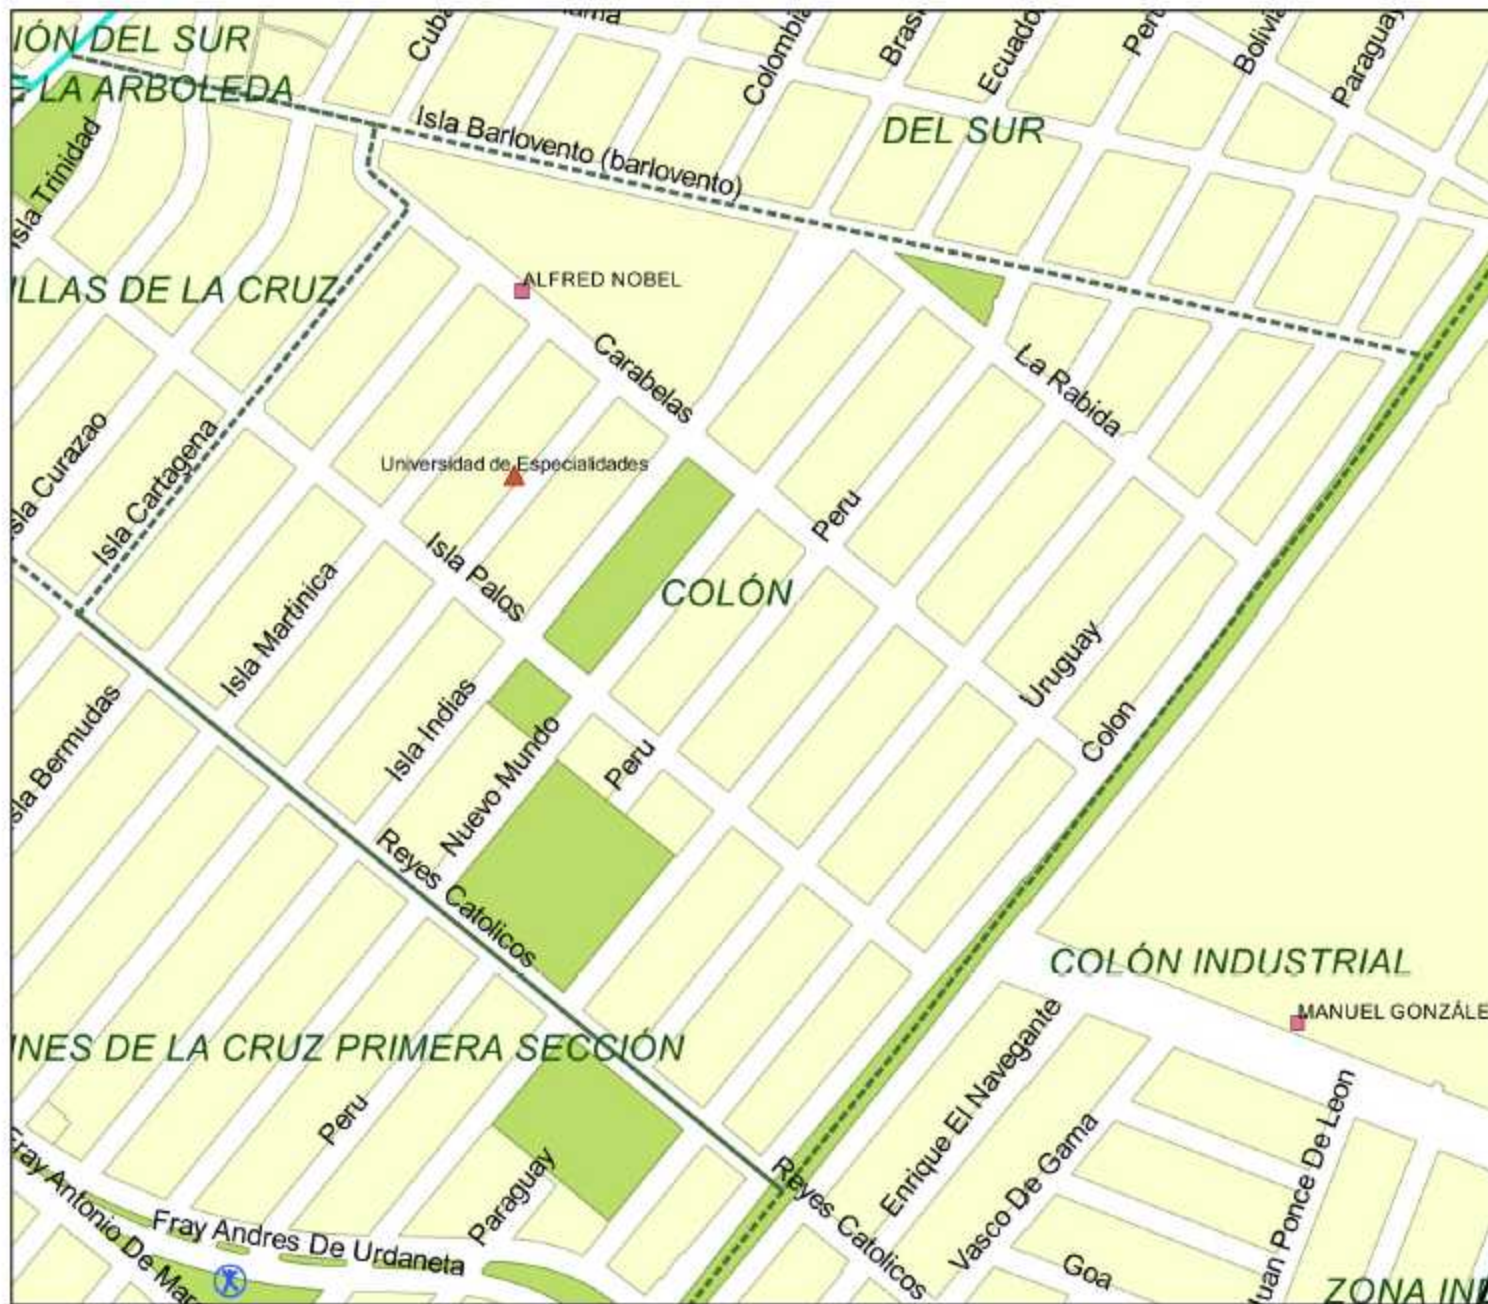 IÓN DEL SUR
Cuba
Colombia
Brasi
Ecuador
Peru
Bolivia
Paraguay
E LA ARBOLEDA
Isla Barlovento (barlovento)
DEL SUR
Isla Trinidad
ILLAS DE LA CRUZ
ALFRED NOBEL
Carabelas
La Rabida
Isla Curazao
Isla Cartagena
Universidad de Especialidades
Peru
Isla Palos
COLÓN
Isla Martinica
Uruguay
Isla Indias
Colon
Isla Bermudas
Nuevo Mundo
Peru
Reyes Catolicos
COLÓN INDUSTRIAL
MANUEL GONZÁLE
INES DE LA CRUZ PRIMERA SECCIÓN
Enrique El Navegante
Peru
Vasco De Gama
Juan Ponce De Leon
Paraguay
Reyes Catolicos
Fray Antonio De Mar
Fray Andres De Urdaneta
Goa
ZONA IND